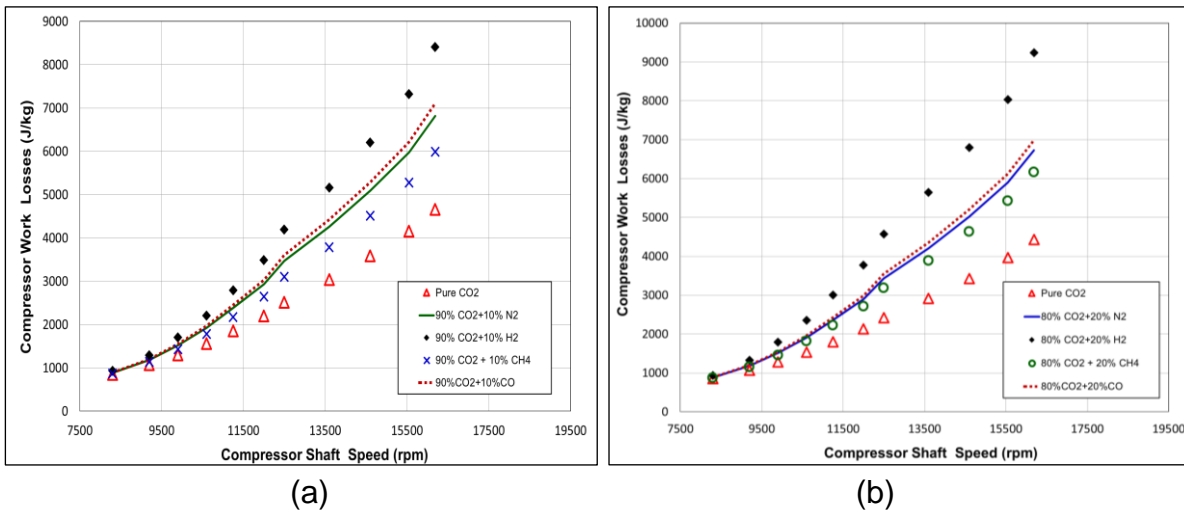 9000
8000
7000
6000
5000
4000
3000
2000
1000
0
7500 9500 11500 13500 15500 17500 19500
Compressor Work Losses (J/kg)
Compressor Shaft Speed (rpm)
Pure CO2
90% CO2+10% N2
90% CO2+10% H2
90% CO2 + 10% CH4
90%CO2+10%CO
(a)
10000
9000
8000
7000
6000
5000
4000
3000
2000
1000
0
7500 9500 11500 13500 15500 17500 19500
Compressor Work Losses (J/kg)
Compressor Shaft Speed (rpm)
Pure CO2
80% CO2+20% N2
80% CO2+20% H2
80% CO2 + 20% CH4
80%CO2+20%CO
(b)